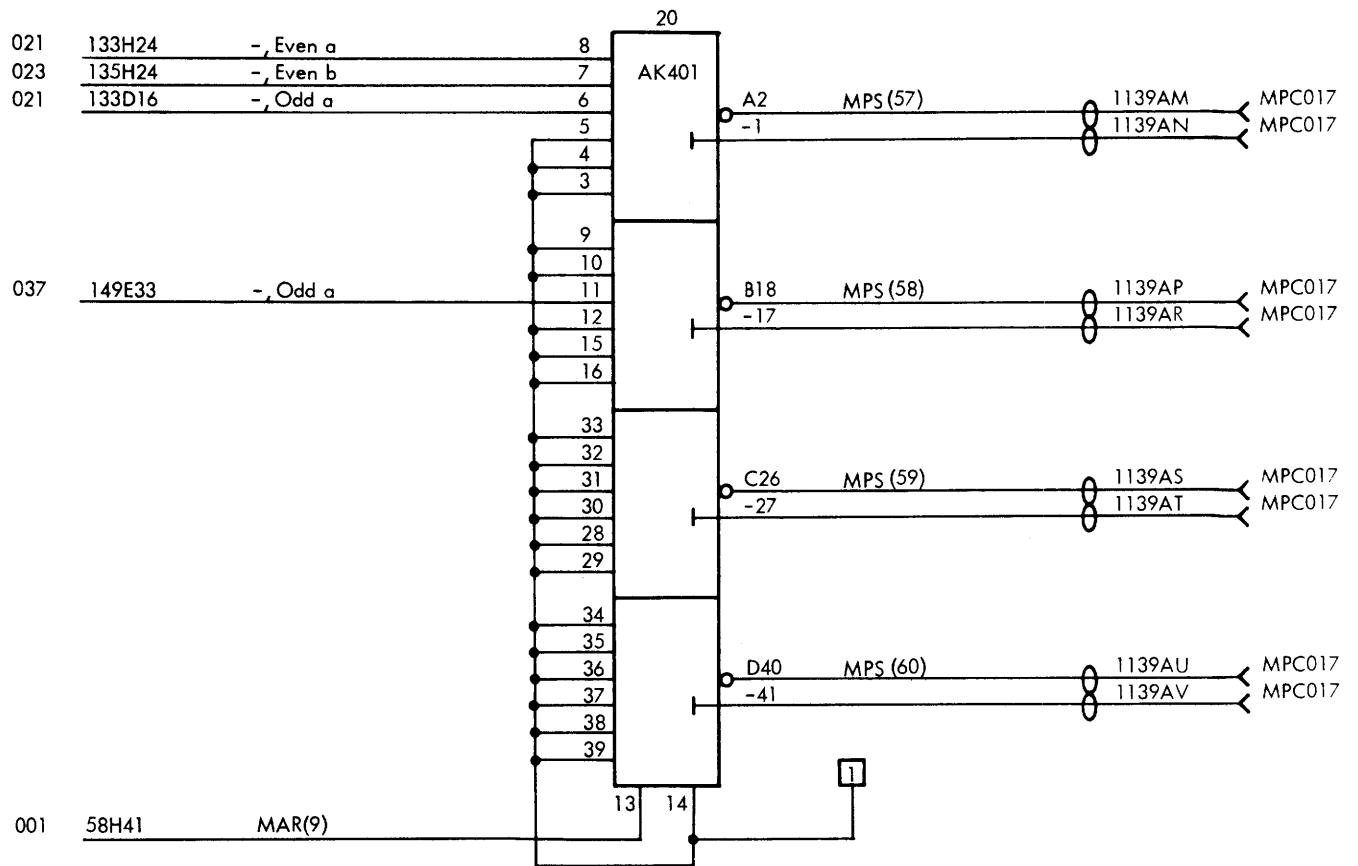 20
021 133H24 -, Even a 8
023 135H24 -, Even b 7 AK401
021 133D16 -, Odd a 6 A2 MPS (57) 1139AM MPC017
5 -1 1139AN MPC017
4
3
9
10
037 149E33 -, Odd a 11 B18 MPS (58) 1139AP MPC017
12 -17 1139AR MPC017
15
16
33
32
31 C26 MPS (59) 1139AS MPC017
30 -27 1139AT MPC017
28
29
34
35
36 D40 MPS (60) 1139AU MPC017
37 -41 1139AV MPC017
38
39
1
13 14
001 58H41 MAR(9)